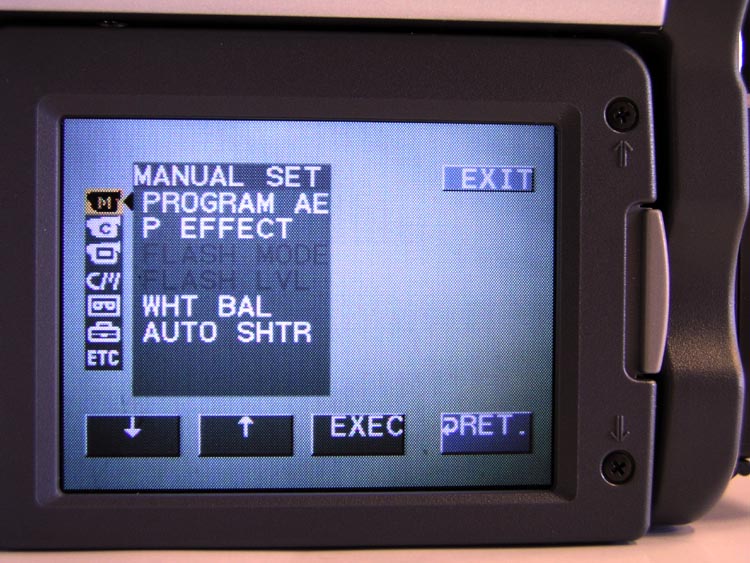 MANUAL SET
EXIT
M
PROGRAM AE
C
P EFFECT
FLASH MODE
FLASH LVL
WHT BAL
AUTO SHTR
ETC
↓
↑
EXEC
RET.